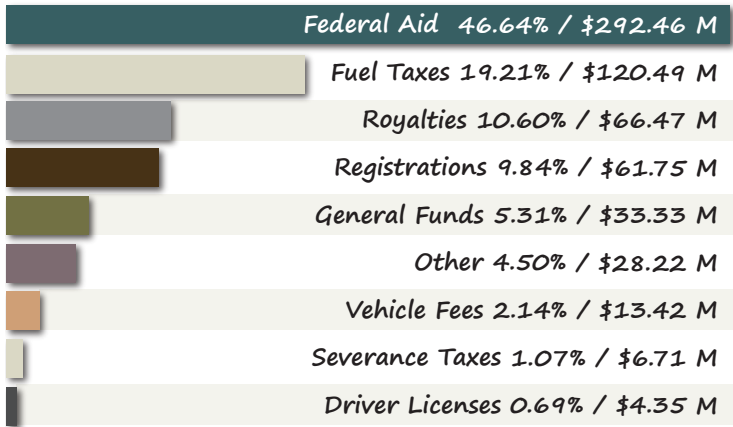 Federal Aid 46.64% / $292.46 M
Fuel Taxes 19.21% / $120.49 M
Royalties 10.60% / $66.47 M
Registrations 9.84% / $61.75 M
General Funds 5.31% / $33.33 M
Other 4.50% / $28.22 M
Vehicle Fees 2.14% / $13.42 M
Severance Taxes 1.07% / $6.71 M
Driver Licenses 0.69% / $4.35 M